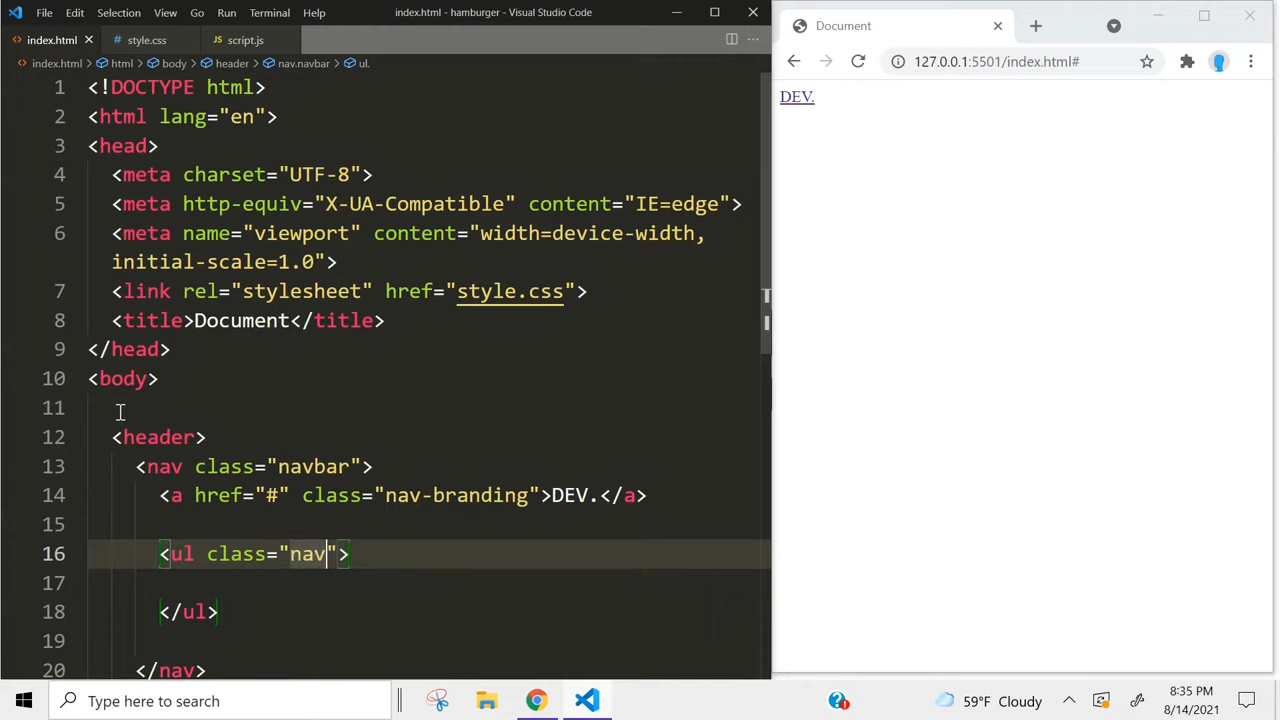 File Edit Selection View Go Run Terminal Help index.html - hamburger - Visual Studio Code
index.html style.css script.js
index.html > html > body > header > nav.navbar > ul.
1 <!DOCTYPE html>
2 <html lang="en">
3 <head>
4 <meta charset="UTF-8">
5 <meta http-equiv="X-UA-Compatible" content="IE=edge">
6 <meta name="viewport" content="width=device-width,
initial-scale=1.0">
7 <link rel="stylesheet" href="style.css">
8 <title>Document</title>
9 </head>
10 <body>
11
12 <header>
13 <nav class="navbar">
14 <a href="#" class="nav-branding">DEV.</a>
15
16 <ul class="nav">
17
18 </ul>
19
20 </nav>
Document
127.0.0.1:5501/index.html#
DEV.
Type here to search
59°F Cloudy
8:35 PM
8/14/2021